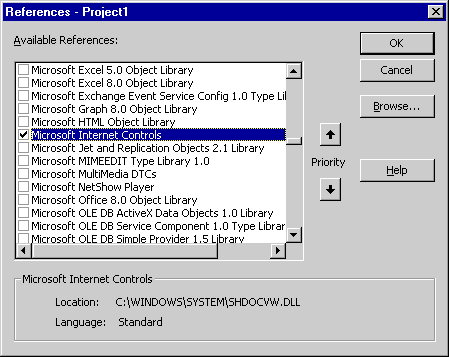 References - Project1
Available References:
OK
Cancel
Browse...
Help
Microsoft Excel 5.0 Object Library
Microsoft Excel 8.0 Object Library
Microsoft Exchange Event Service Config 1.0 Type Lil
Microsoft Graph 8.0 Object Library
Microsoft HTML Object Library
Microsoft Internet Controls
Microsoft Jet and Replication Objects 2.1 Library
Microsoft MIMEEDIT Type Library 1.0
Microsoft MultiMedia DTCs
Microsoft NetShow Player
Microsoft Office 8.0 Object Library
Microsoft OLE DB ActiveX Data Objects 1.0 Library
Microsoft OLE DB Service Component 1.0 Type Librar
Microsoft OLE DB Simple Provider 1.5 Library
Priority
Microsoft Internet Controls
Location: C:\WINDOWS\SYSTEM\SHDOCVW.DLL
Language: Standard